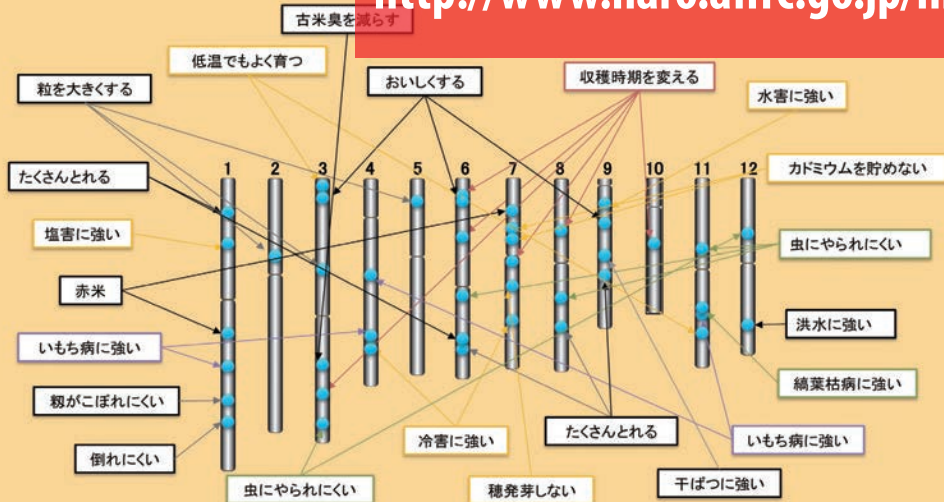 http://www.naro.affrc.go.jp/
古米臭を減らす
低温でもよく育つ
粒を大きくする
おいしくする
収穫時期を変える
水害に強い
たくさんとれる
1 2 3 4 5 6 7 8 9 10 11 12
カドミウムを貯めない
塩害に強い
虫にやられにくい
赤米
洪水に強い
いもち病に強い
縞葉枯病に強い
籾がこぼれにくい
冷害に強い
たくさんとれる
いもち病に強い
倒れにくい
虫にやられにくい
穂発芽しない
干ばつに強い